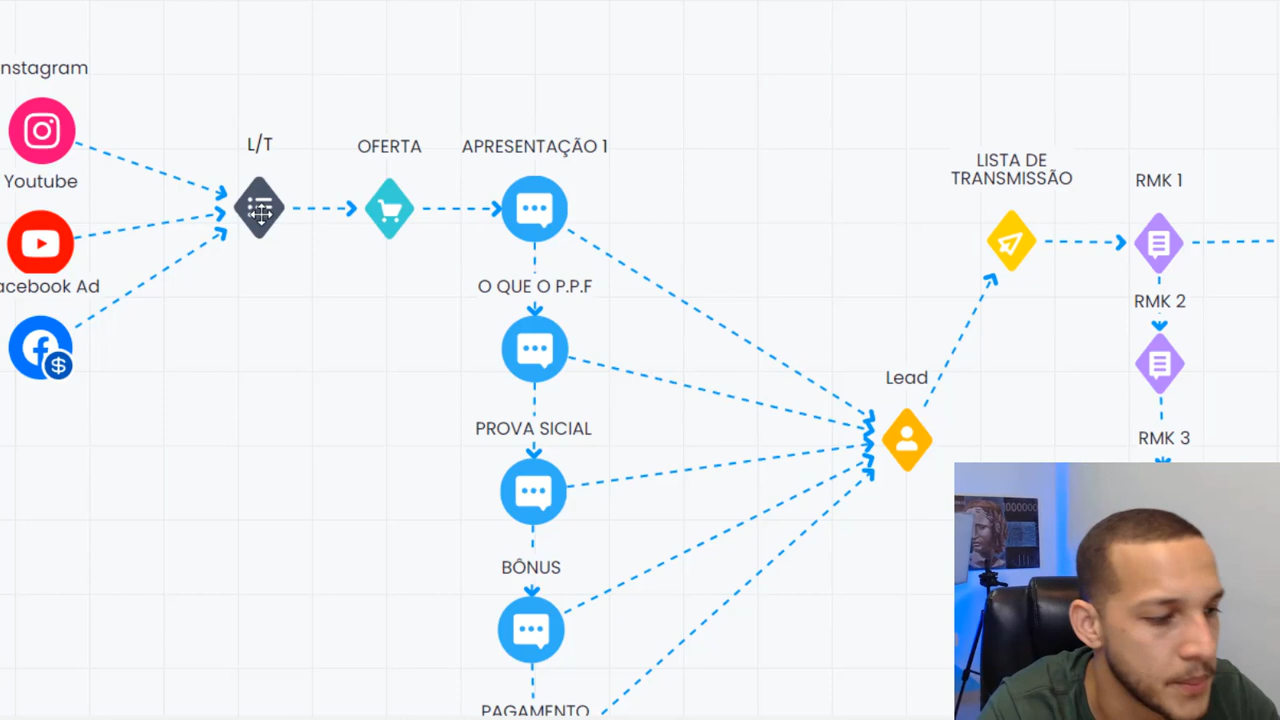 nstagram
Youtube
acebook Ad
$
L/T
OFERTA
APRESENTAÇÃO 1
O QUE O P.P.F
PROVA SICIAL
BÔNUS
PAGAMENTO
Lead
LISTA DE
TRANSMISSÃO
RMK 1
RMK 2
RMK 3